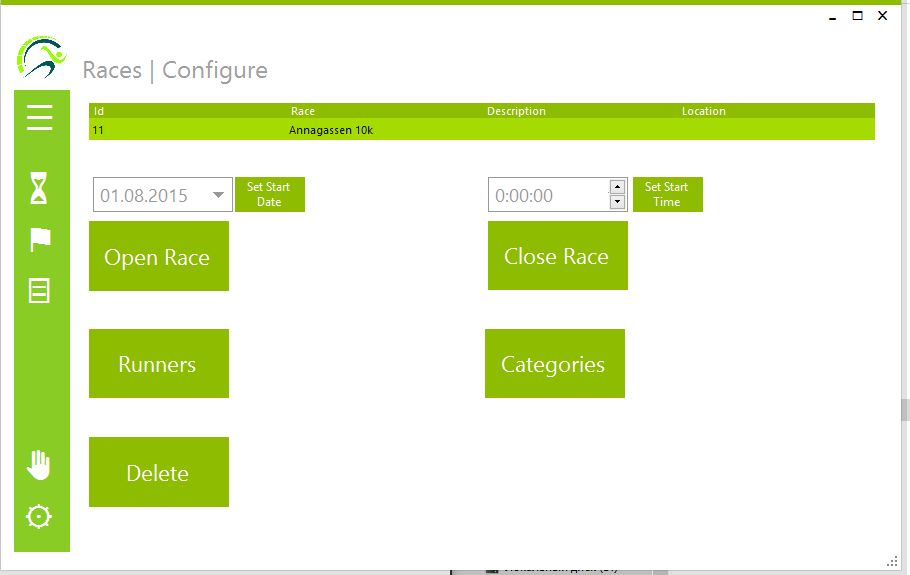 Races | Configure
Id Race Description Location
11 Annagassen 10k
01.08.2015 Set Start Date 0:00:00 Set Start Time
Open Race Close Race
Runners Categories
Delete